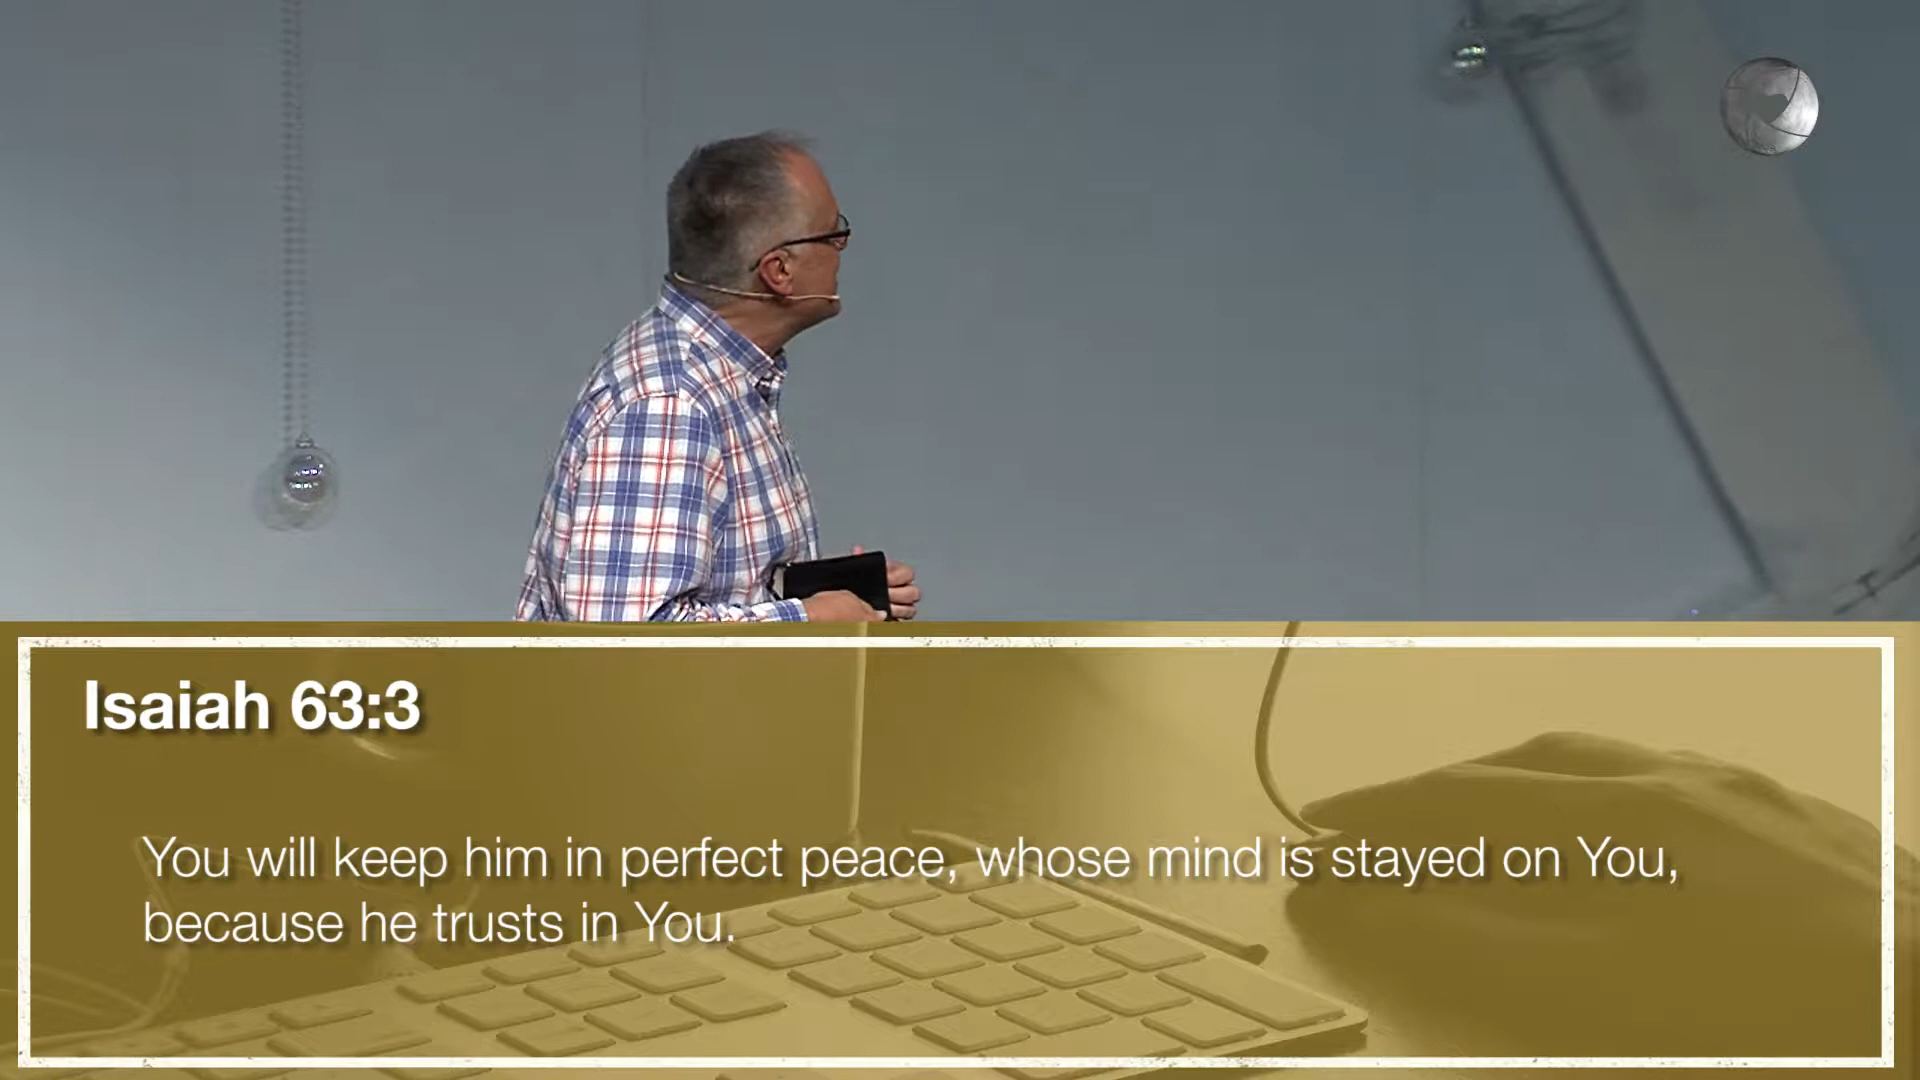 Isaiah 63:3
You will keep him in perfect peace, whose mind is stayed on You,
because he trusts in You.